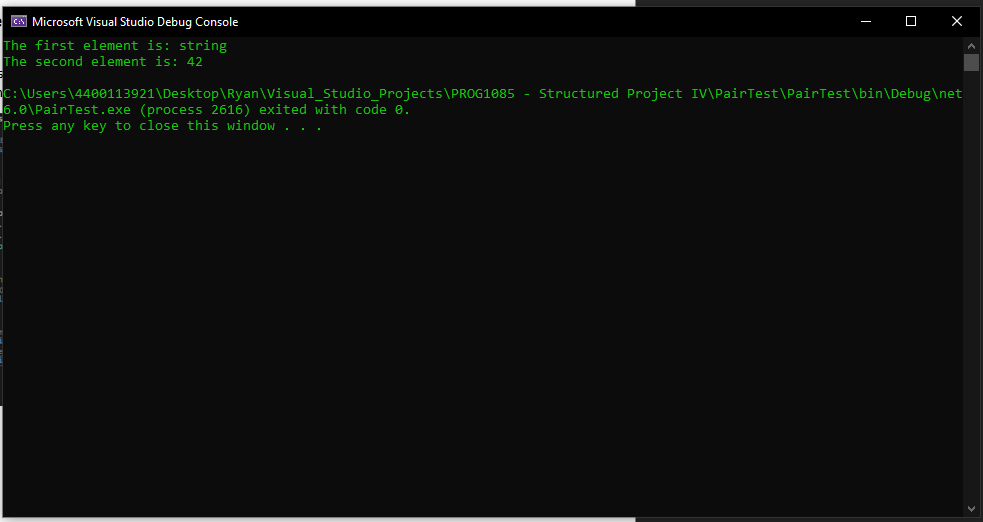 Microsoft Visual Studio Debug Console
The first element is: string
The second element is: 42
C:\Users\4400113921\Desktop\Ryan\Visual_Studio_Projects\PROG1085 - Structured Project IV\PairTest\PairTest\bin\Debug\net
6.0\PairTest.exe (process 2616) exited with code 0.
Press any key to close this window . . .